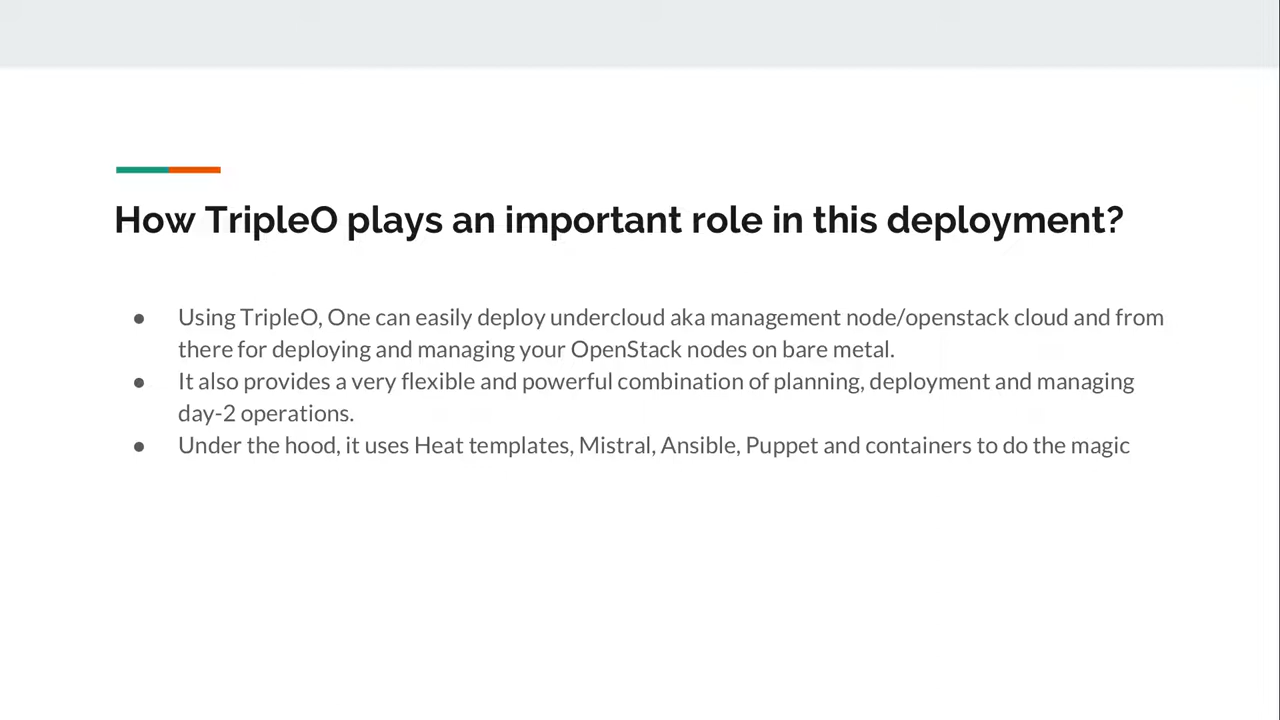 How TripleO plays an important role in this deployment?
● Using TripleO, One can easily deploy undercloud aka management node/openstack cloud and from
there for deploying and managing your OpenStack nodes on bare metal.
● It also provides a very flexible and powerful combination of planning, deployment and managing
day-2 operations.
● Under the hood, it uses Heat templates, Mistral, Ansible, Puppet and containers to do the magic